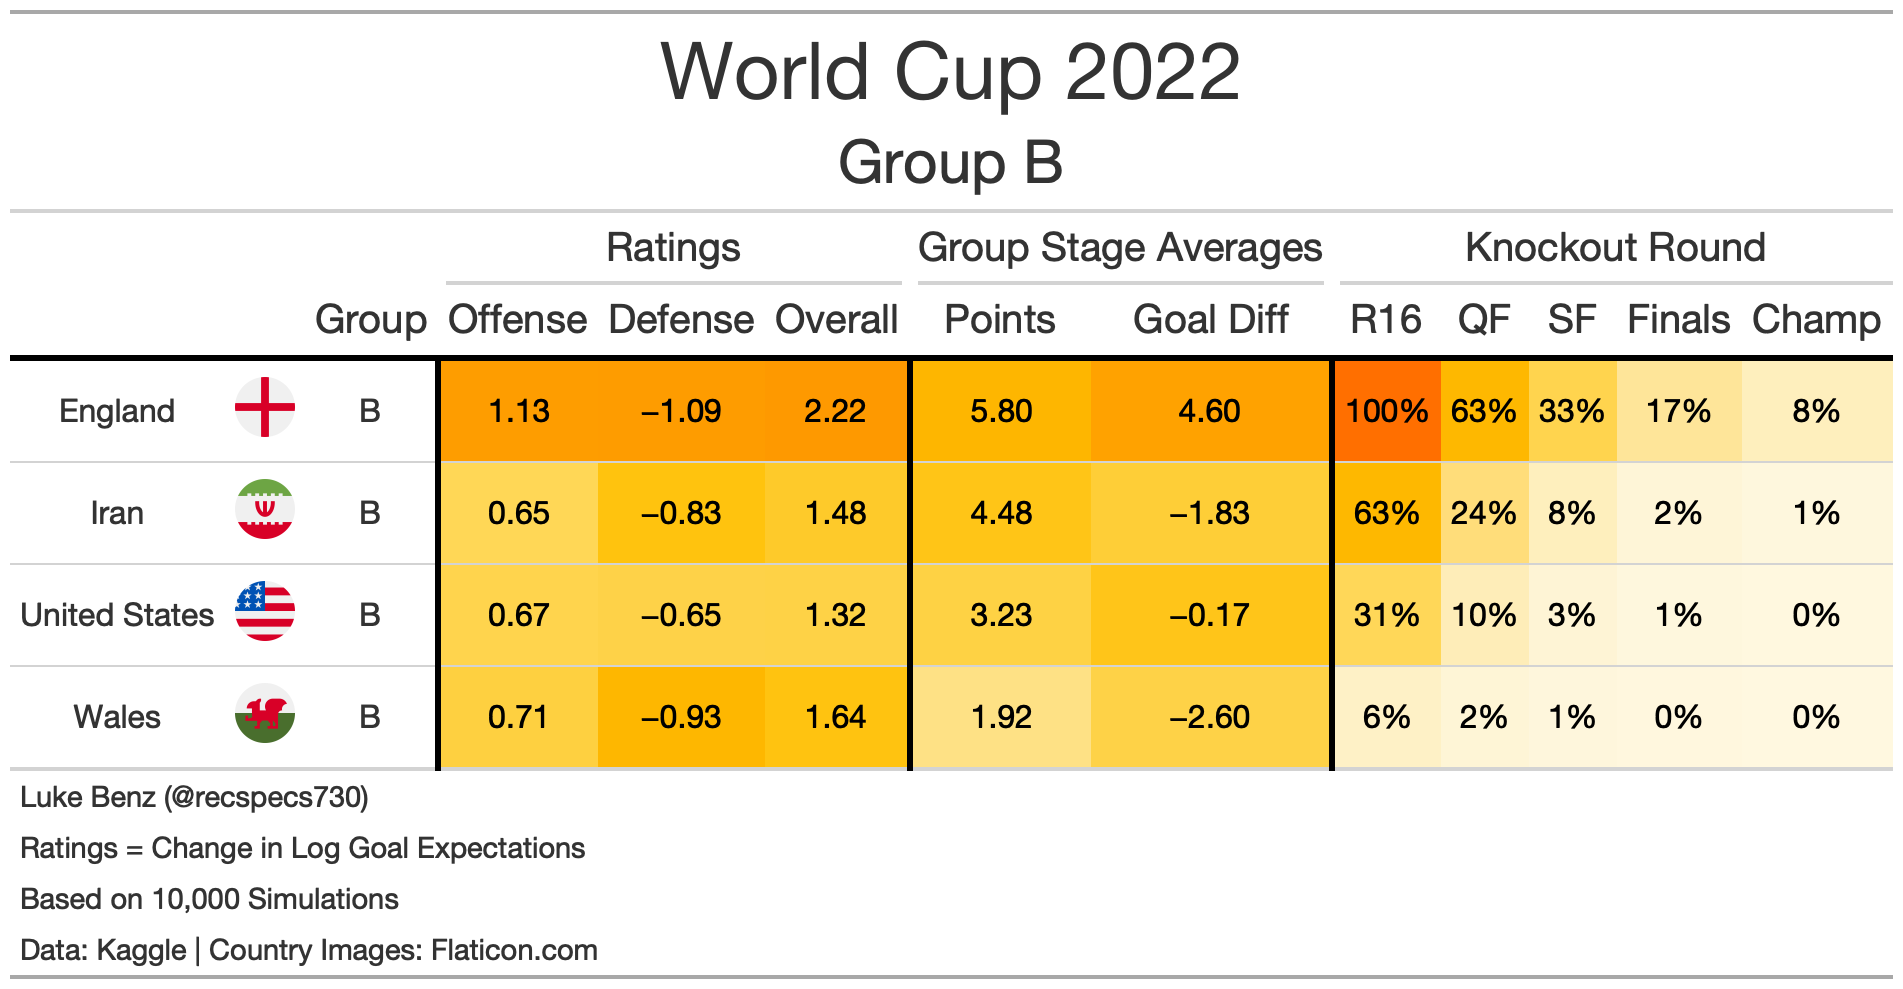 World Cup 2022
Group B
Ratings Group Stage Averages Knockout Round
Group Offense Defense Overall Points Goal Diff R16 QF SF Finals Champ
England B 1.13 −1.09 2.22 5.80 4.60 100% 63% 33% 17% 8%
Iran B 0.65 −0.83 1.48 4.48 −1.83 63% 24% 8% 2% 1%
United States B 0.67 −0.65 1.32 3.23 −0.17 31% 10% 3% 1% 0%
Wales B 0.71 −0.93 1.64 1.92 −2.60 6% 2% 1% 0% 0%
Luke Benz (@recspecs730)
Ratings = Change in Log Goal Expectations
Based on 10,000 Simulations
Data: Kaggle | Country Images: Flaticon.com